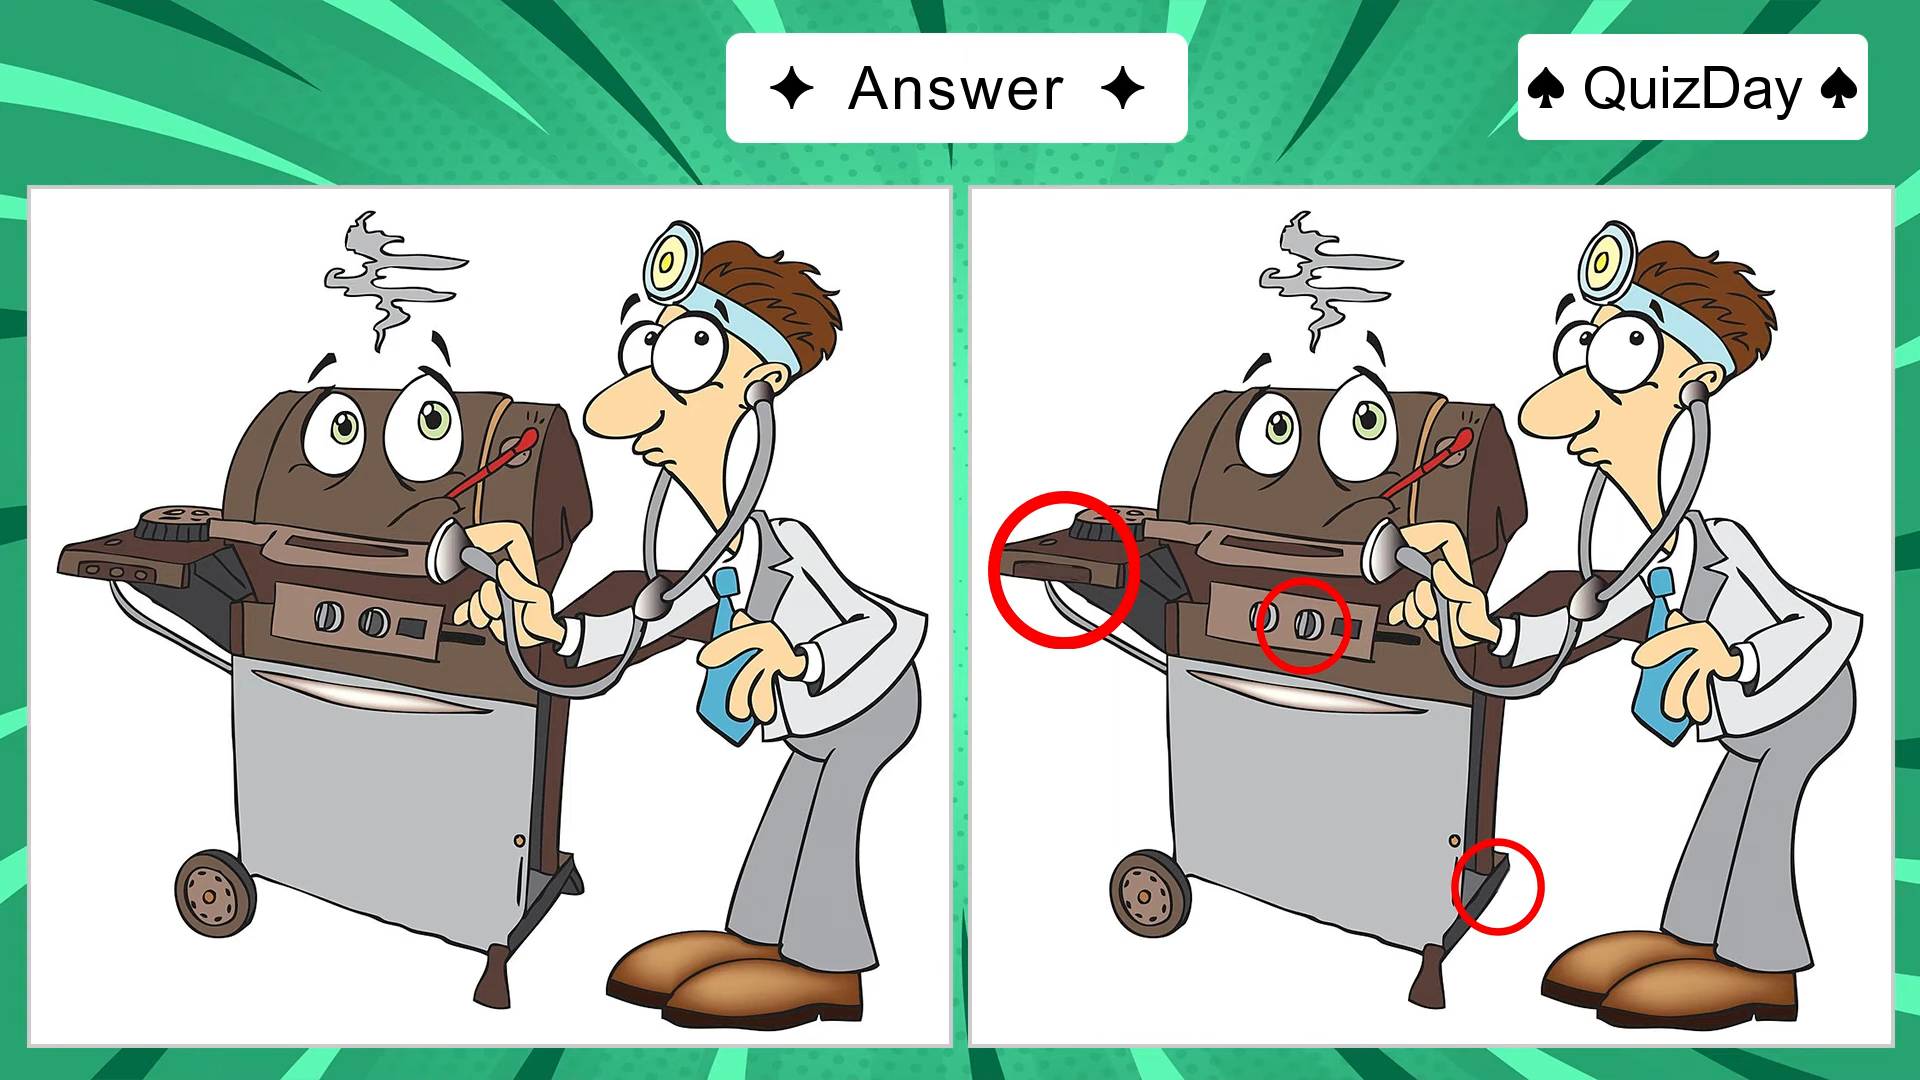 ✦ Answer ✦
♠ QuizDay ♠